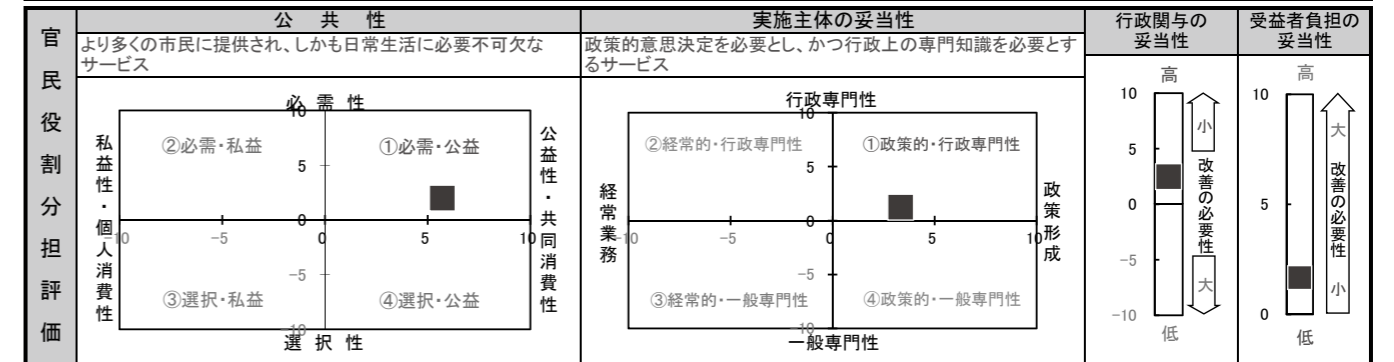 官民役割分担評価
公 共 性
より多くの市民に提供され、しかも日常生活に必要不可欠な
サービス
必 需 性
10
②必需・私益
①必需・公益
5
私益性・個人消費性
公益性・共同消費性
0
-10
-5
0
5
10
-5
③選択・私益
④選択・公益
-10
選 択 性
実施主体の妥当性
政策的意思決定を必要とし、かつ行政上の専門知識を必要とす
るサービス
行政専門性
10
②経常的・行政専門性
①政策的・行政専門性
5
経常業務
政策形成
0
-10
-5
0
5
10
-5
③経常的・一般専門性
④政策的・一般専門性
-10
一般専門性
行政関与の
妥当性
高
10
5
0
-5
-10
小
改善の必要性
大
低
受益者負担の
妥当性
高
10
5
0
大
改善の必要性
小
低